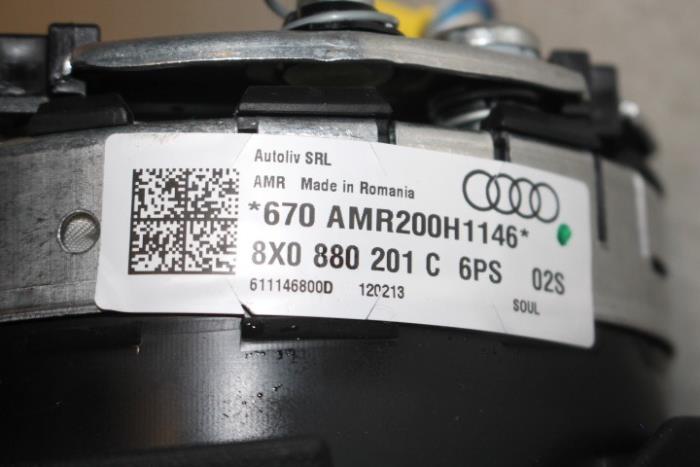 Autoliv SRL
AMR Made in Romania
*670 AMR200H1146*
8X0 880 201 C 6PS 02S
611146800D 120213
SOUL